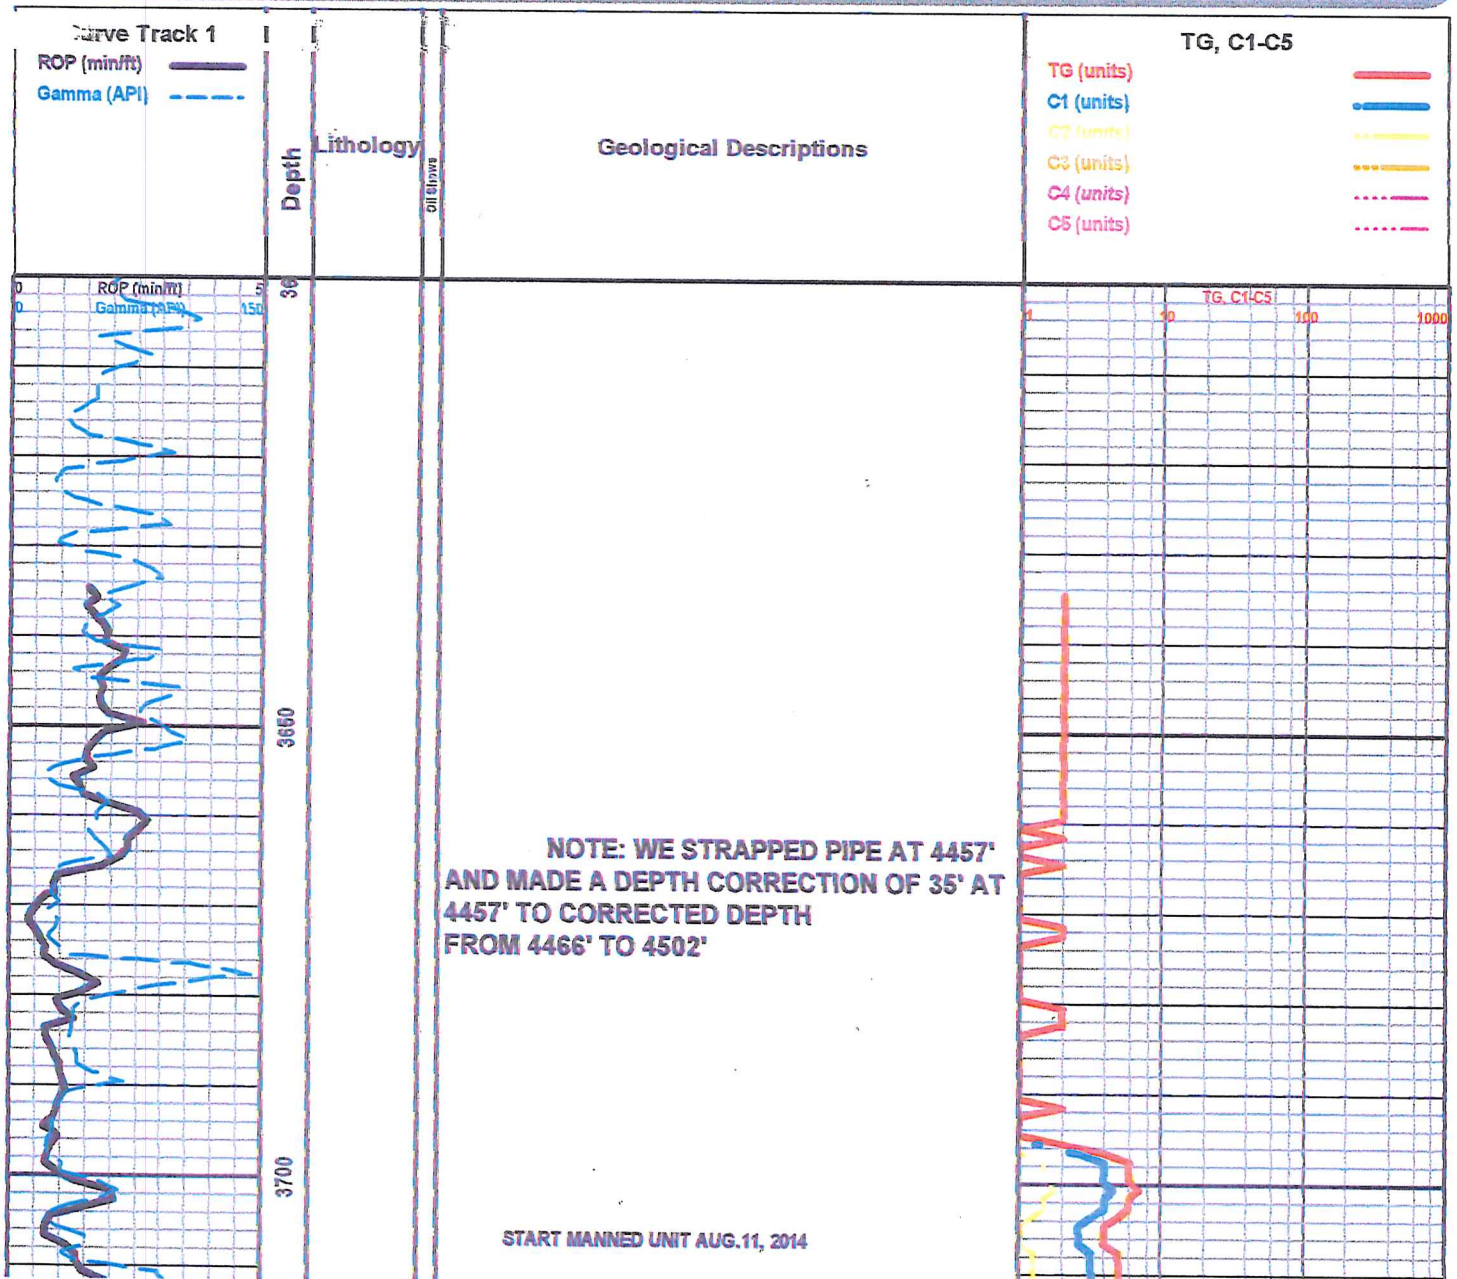 Curve Track 1
ROP (min/ft)
Gamma (API)
Depth
Lithology
Oil Shows
Geological Descriptions
TG, C1-C5
TG (units)
C1 (units)
C2 (units)
C3 (units)
C4 (units)
C5 (units)
0 ROP (min/ft) 5
0 Gamma (API) 150
36
TG, C1-C5
1 10 100 1000
3650
NOTE: WE STRAPPED PIPE AT 4457'
AND MADE A DEPTH CORRECTION OF 35' AT
4457' TO CORRECTED DEPTH
FROM 4466' TO 4502'
3700
START MANNED UNIT AUG.11, 2014